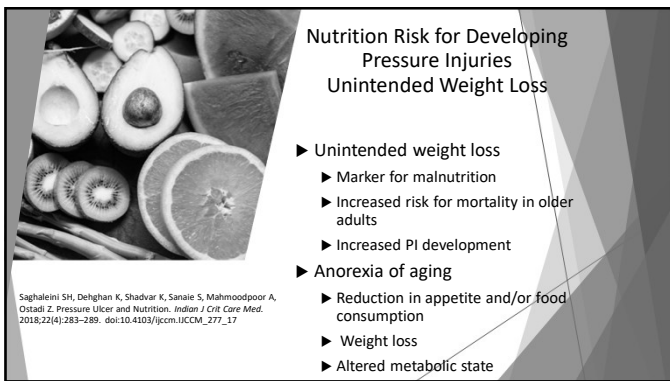 Nutrition Risk for Developing
Pressure Injuries
Unintended Weight Loss
▶ Unintended weight loss
▶ Marker for malnutrition
▶ Increased risk for mortality in older
adults
▶ Increased PI development
▶ Anorexia of aging
▶ Reduction in appetite and/or food
consumption
▶ Weight loss
▶ Altered metabolic state
Saghaleini SH, Dehghan K, Shadvar K, Sanaie S, Mahmoodpoor A,
Ostadi Z. Pressure Ulcer and Nutrition. Indian J Crit Care Med.
2018;22(4):283–289. doi:10.4103/ijccm.IJCCM_277_17